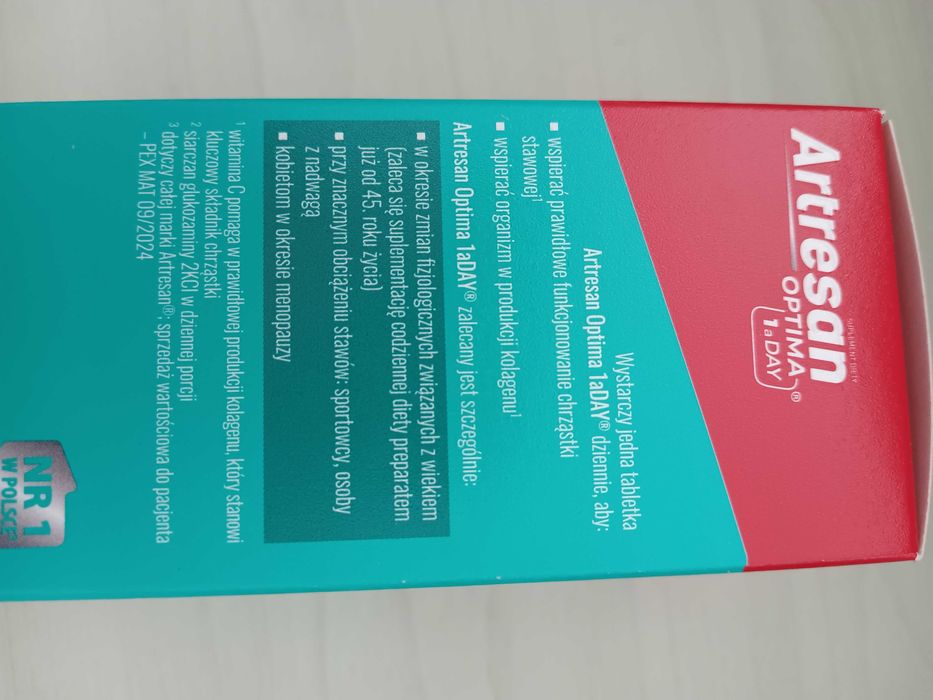 SUPLEMENT DIETY
Artresan
OPTIMA
1 a DAY®
Wystarczy jedna tabletka
Artresan Optima 1aDAY® dziennie, aby:
▪ wspierać prawidłowe funkcjonowanie chrząstki
stawowej¹
▪ wspierać organizm w produkcji kolagenu¹
Artresan Optima 1aDAY® zalecany jest szczególnie:
▪ w okresie zmian fizjologicznych związanych z wiekiem
(zaleca się suplementację codziennej diety preparatem
już od 45. roku życia)
▪ przy znacznym obciążeniu stawów: sportowcy, osoby
z nadwagą
▪ kobietom w okresie menopauzy
¹ witamina C pomaga w prawidłowej produkcji kolagenu, który stanowi
kluczowy składnik chrząstki
² siarczan glukozaminy 2KCl w dziennej porcji
³ dotyczy całej marki Artresan®; sprzedaż wartościowa do pacjenta
– PEX MAT 09/2024
NR 1
W POLSCE³